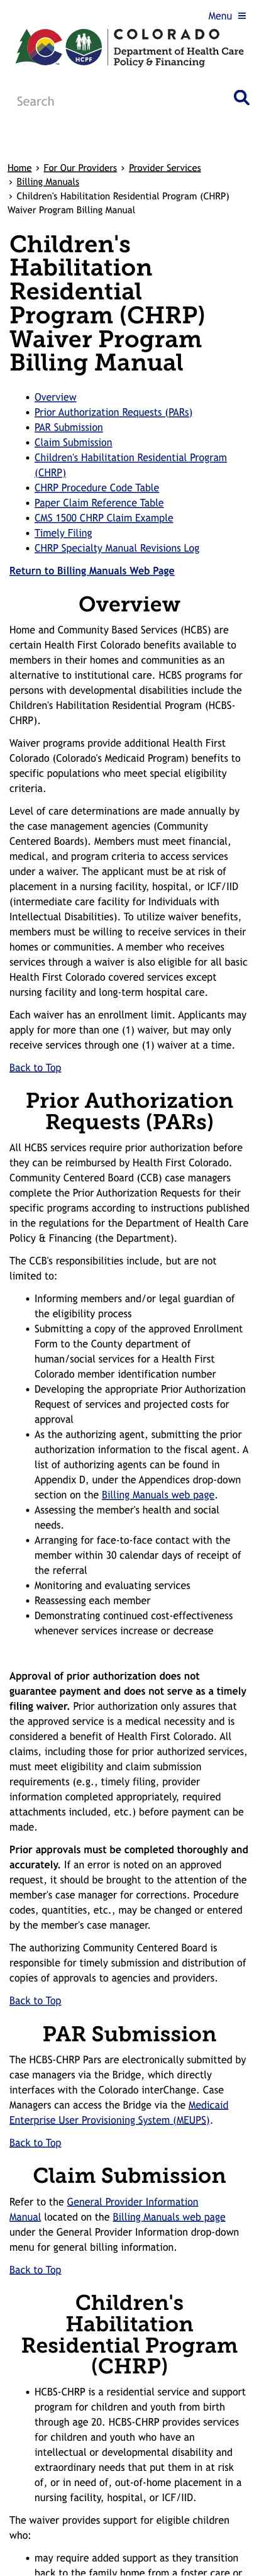 Menu ≡
COLORADO
Department of Health Care
Policy & Financing
CO
HCPF
Search
Home › For Our Providers › Provider Services
› Billing Manuals
› Children's Habilitation Residential Program (CHRP)
Waiver Program Billing Manual
Children's
Habilitation
Residential
Program (CHRP)
Waiver Program
Billing Manual
• Overview
• Prior Authorization Requests (PARs)
• PAR Submission
• Claim Submission
• Children's Habilitation Residential Program
(CHRP)
• CHRP Procedure Code Table
• Paper Claim Reference Table
• CMS 1500 CHRP Claim Example
• Timely Filing
• CHRP Specialty Manual Revisions Log
Return to Billing Manuals Web Page
Overview
Home and Community Based Services (HCBS) are
certain Health First Colorado benefits available to
members in their homes and communities as an
alternative to institutional care. HCBS programs for
persons with developmental disabilities include the
Children's Habilitation Residential Program (HCBS-
CHRP).
Waiver programs provide additional Health First
Colorado (Colorado's Medicaid Program) benefits to
specific populations who meet special eligibility
criteria.
Level of care determinations are made annually by
the case management agencies (Community
Centered Boards). Members must meet financial,
medical, and program criteria to access services
under a waiver. The applicant must be at risk of
placement in a nursing facility, hospital, or ICF/IID
(intermediate care facility for Individuals with
Intellectual Disabilities). To utilize waiver benefits,
members must be willing to receive services in their
homes or communities. A member who receives
services through a waiver is also eligible for all basic
Health First Colorado covered services except
nursing facility and long-term hospital care.
Each waiver has an enrollment limit. Applicants may
apply for more than one (1) waiver, but may only
receive services through one (1) waiver at a time.
Back to Top
Prior Authorization
Requests (PARs)
All HCBS services require prior authorization before
they can be reimbursed by Health First Colorado.
Community Centered Board (CCB) case managers
complete the Prior Authorization Requests for their
specific programs according to instructions published
in the regulations for the Department of Health Care
Policy & Financing (the Department).
The CCB's responsibilities include, but are not
limited to:
• Informing members and/or legal guardian of
the eligibility process
• Submitting a copy of the approved Enrollment
Form to the County department of
human/social services for a Health First
Colorado member identification number
• Developing the appropriate Prior Authorization
Request of services and projected costs for
approval
• As the authorizing agent, submitting the prior
authorization information to the fiscal agent. A
list of authorizing agents can be found in
Appendix D, under the Appendices drop-down
section on the Billing Manuals web page.
• Assessing the member's health and social
needs.
• Arranging for face-to-face contact with the
member within 30 calendar days of receipt of
the referral
• Monitoring and evaluating services
• Reassessing each member
• Demonstrating continued cost-effectiveness
whenever services increase or decrease
Approval of prior authorization does not
guarantee payment and does not serve as a timely
filing waiver. Prior authorization only assures that
the approved service is a medical necessity and is
considered a benefit of Health First Colorado. All
claims, including those for prior authorized services,
must meet eligibility and claim submission
requirements (e.g., timely filing, provider
information completed appropriately, required
attachments included, etc.) before payment can be
made.
Prior approvals must be completed thoroughly and
accurately. If an error is noted on an approved
request, it should be brought to the attention of the
member's case manager for corrections. Procedure
codes, quantities, etc., may be changed or entered
by the member's case manager.
The authorizing Community Centered Board is
responsible for timely submission and distribution of
copies of approvals to agencies and providers.
Back to Top
PAR Submission
The HCBS-CHRP Pars are electronically submitted by
case managers via the Bridge, which directly
interfaces with the Colorado interChange. Case
Managers can access the Bridge via the Medicaid
Enterprise User Provisioning System (MEUPS).
Back to Top
Claim Submission
Refer to the General Provider Information
Manual located on the Billing Manuals web page
under the General Provider Information drop-down
menu for general billing information.
Back to Top
Children's
Habilitation
Residential Program
(CHRP)
• HCBS-CHRP is a residential service and support
program for children and youth from birth
through age 20. HCBS-CHRP provides services
for children and youth who have an
intellectual or developmental disability and
extraordinary needs that put them in at risk
of, or in need of, out-of-home placement in a
nursing facility, hospital, or ICF/IID.
The waiver provides support for eligible children
who:
• may require added support as they transition
back to the family home from a foster care or